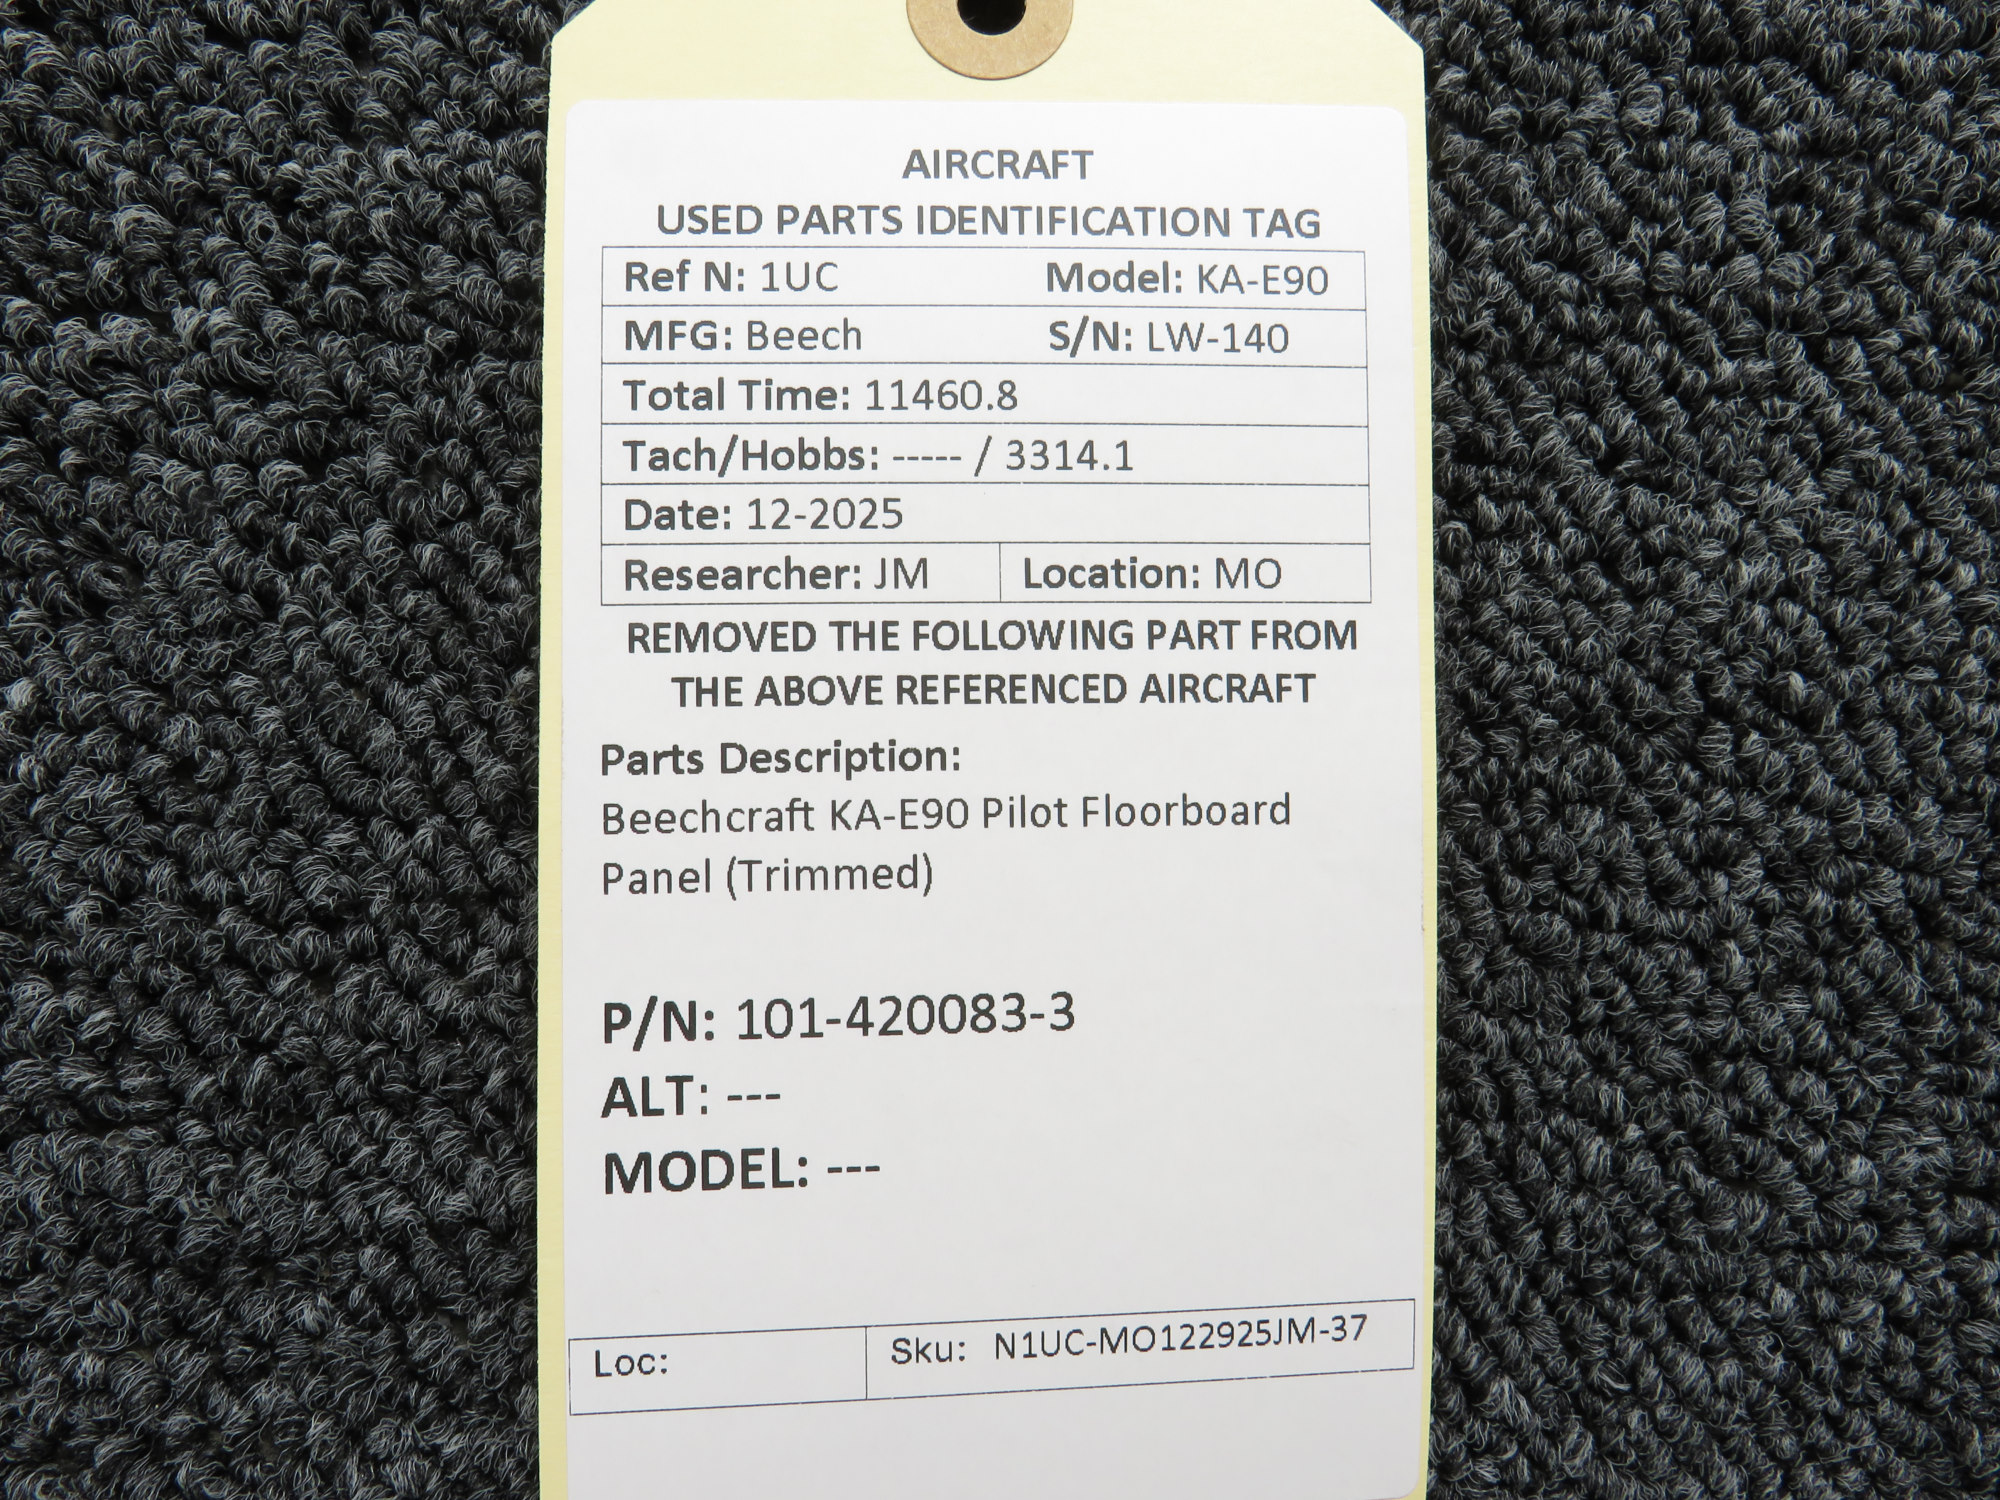 AIRCRAFT
USED PARTS IDENTIFICATION TAG
Ref N: 1UC Model: KA-E90
MFG: Beech S/N: LW-140
Total Time: 11460.8
Tach/Hobbs: ----- / 3314.1
Date: 12-2025
Researcher: JM Location: MO
REMOVED THE FOLLOWING PART FROM
THE ABOVE REFERENCED AIRCRAFT
Parts Description:
Beechcraft KA-E90 Pilot Floorboard
Panel (Trimmed)
P/N: 101-420083-3
ALT: ---
MODEL: ---
Loc: Sku: N1UC-MO122925JM-37